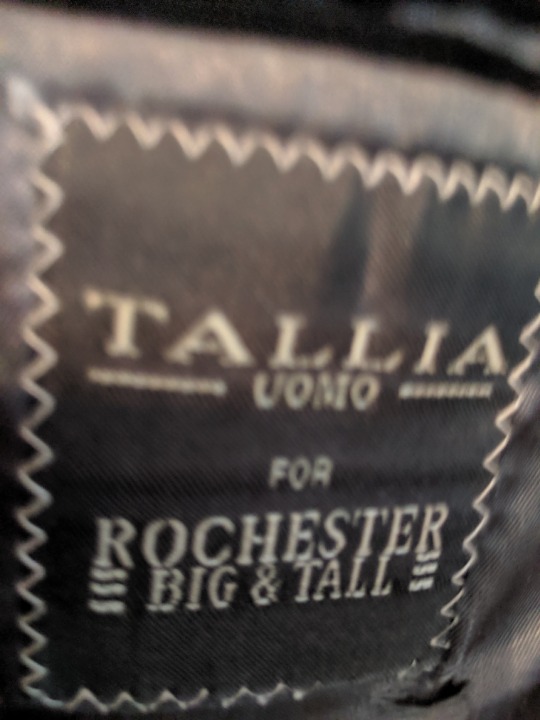 TALLIA
UOMO
FOR
ROCHESTER
BIG & TALL